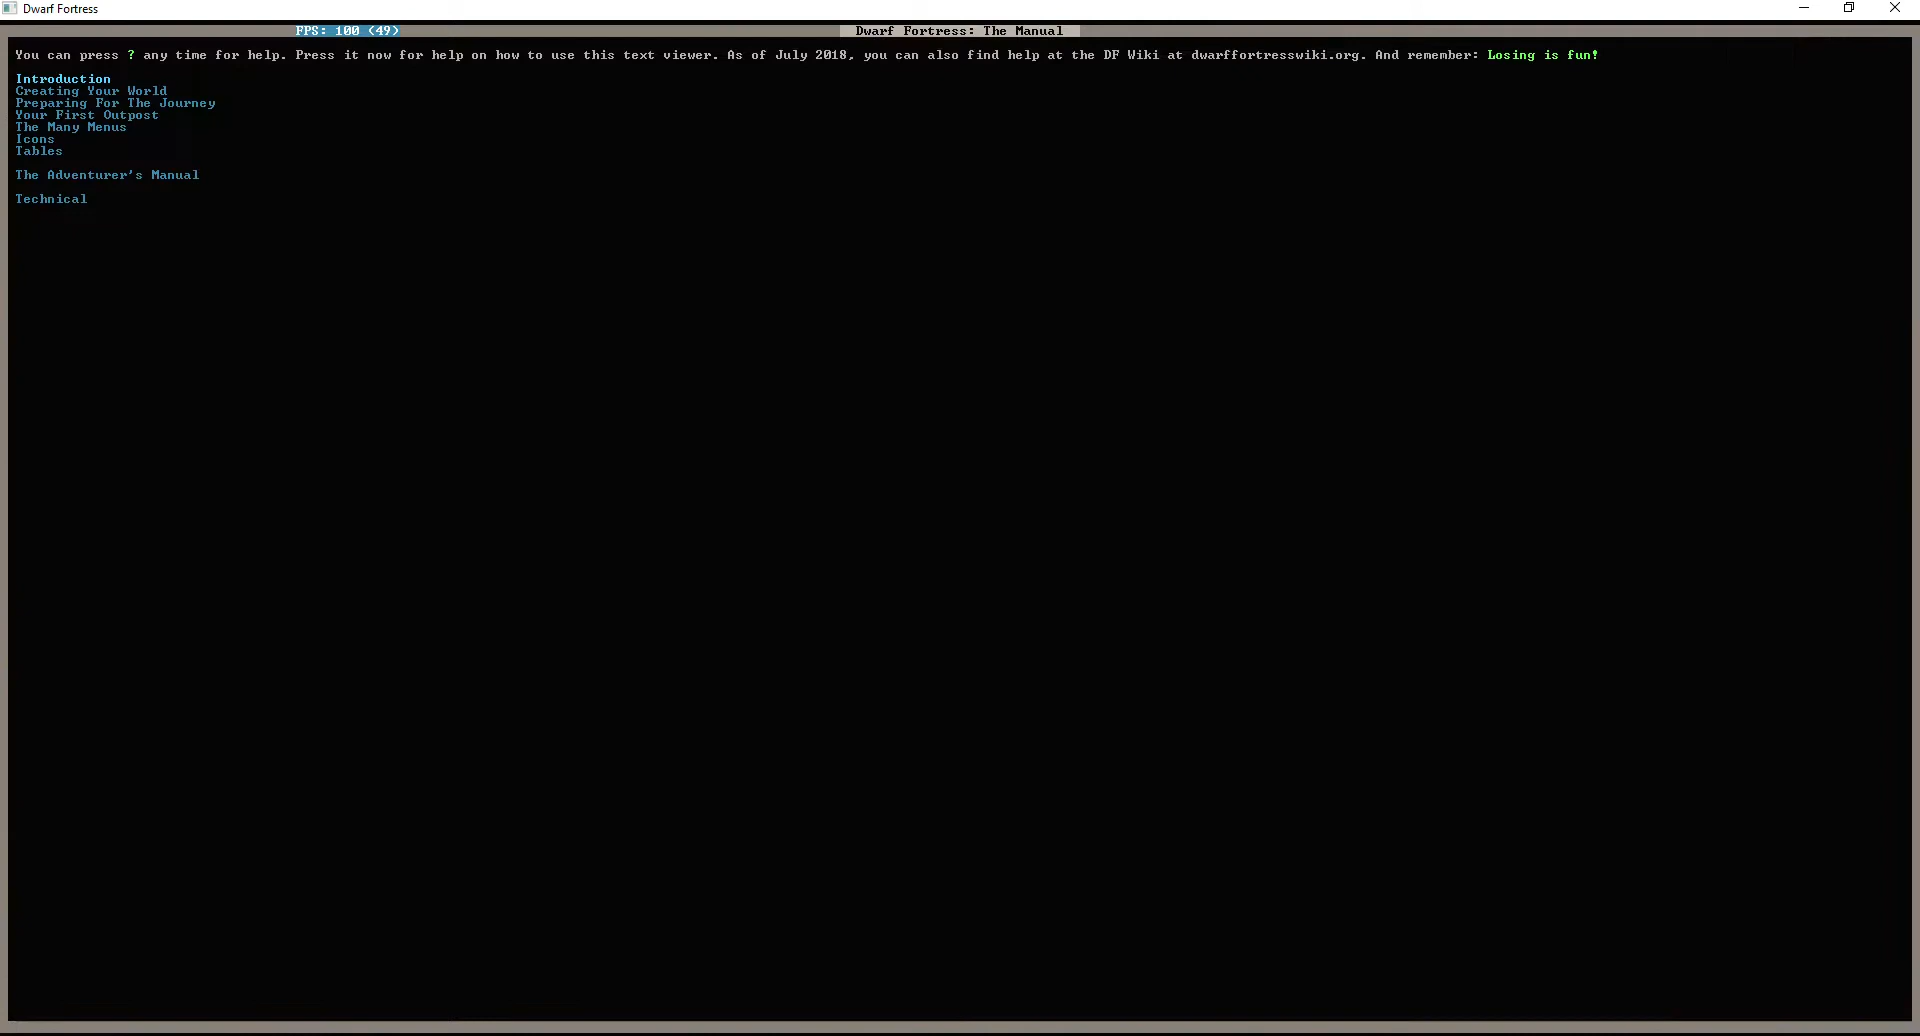 Dwarf Fortress
FPS: 100 (49)
Dwarf Fortress: The Manual
You can press ? any time for help. Press it now for help on how to use this text viewer. As of July 2018, you can also find help at the DF Wiki at dwarffortresswiki.org. And remember: Losing is fun!
Introduction
Creating Your World
Preparing For The Journey
Your First Outpost
The Many Menus
Icons
Tables
The Adventurer's Manual
Technical